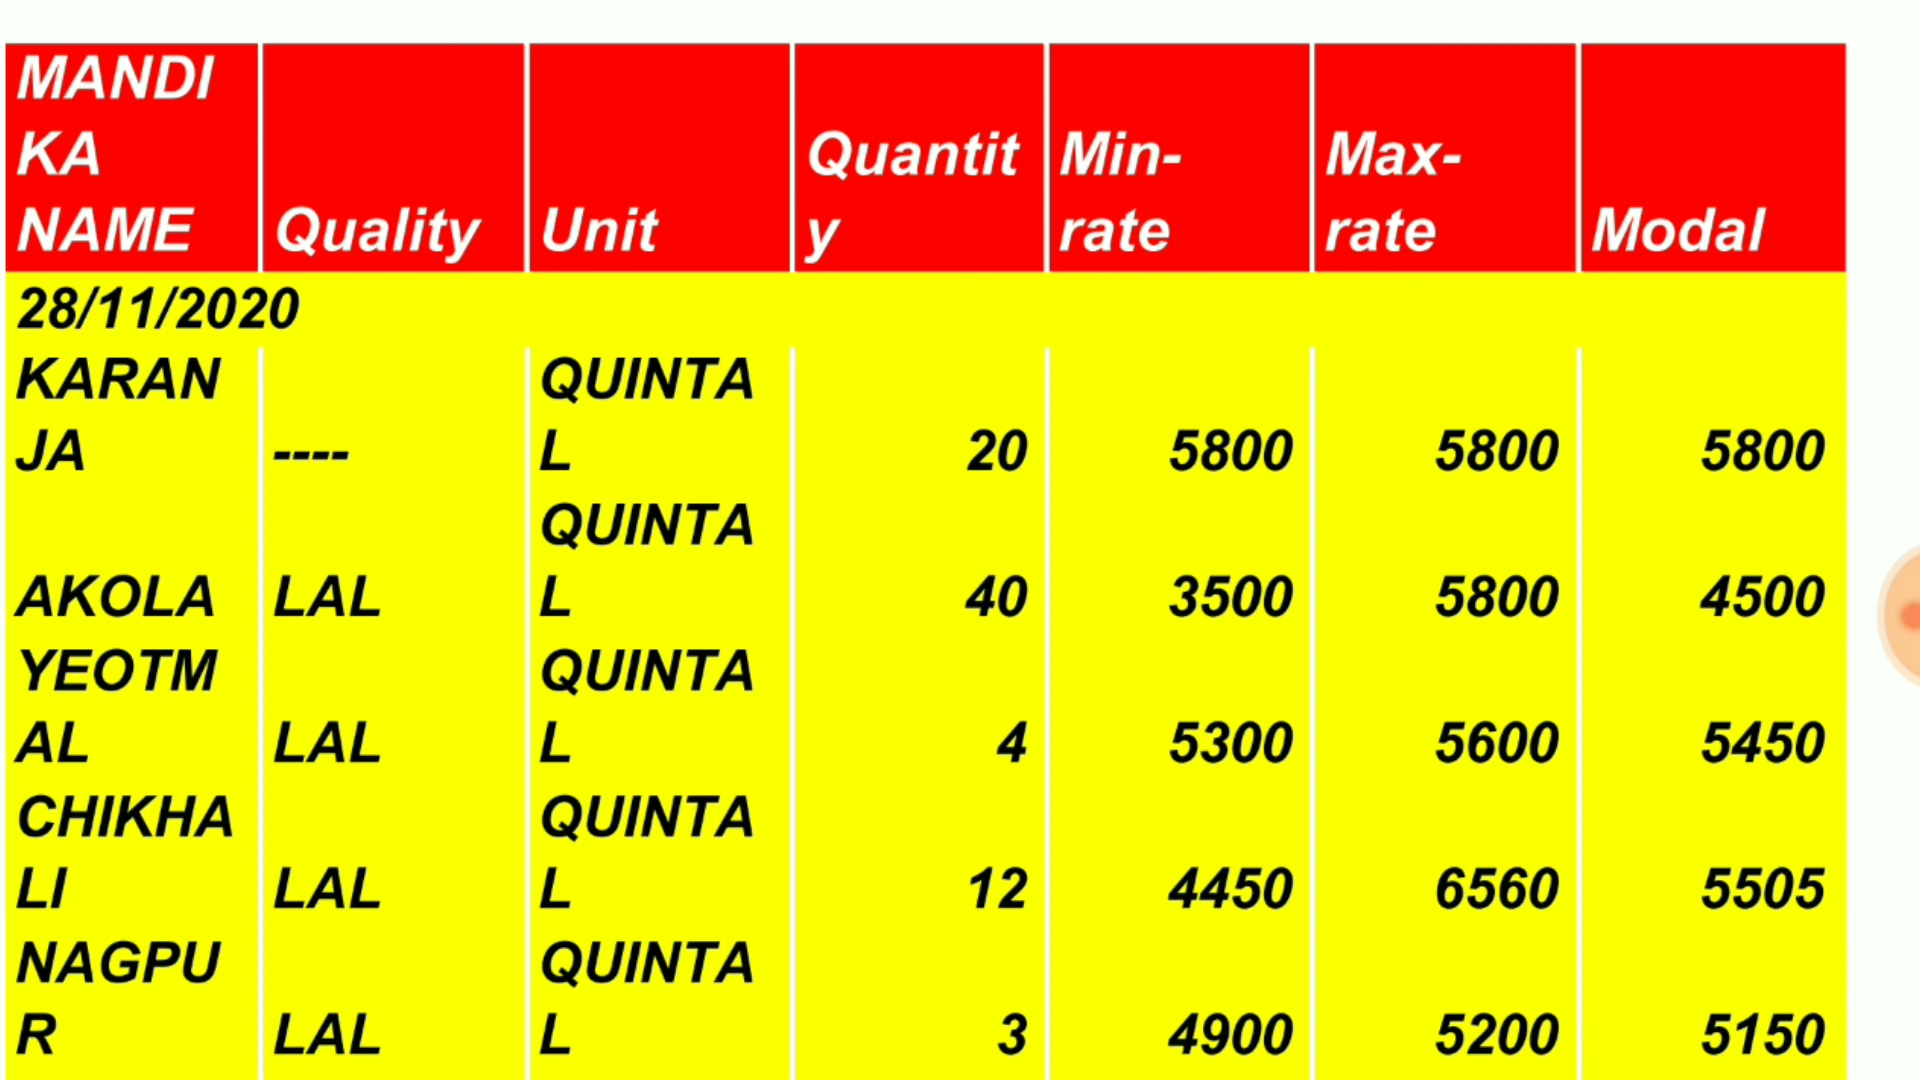 MANDI KA NAME Quality Unit Quantity Min-rate Max-rate Modal
28/11/2020
KARANJA ---- QUINTAL 20 5800 5800 5800
AKOLA LAL QUINTAL 40 3500 5800 4500
YEOTMAL LAL QUINTAL 4 5300 5600 5450
CHIKHALI LAL QUINTAL 12 4450 6560 5505
NAGPUR LAL QUINTAL 3 4900 5200 5150